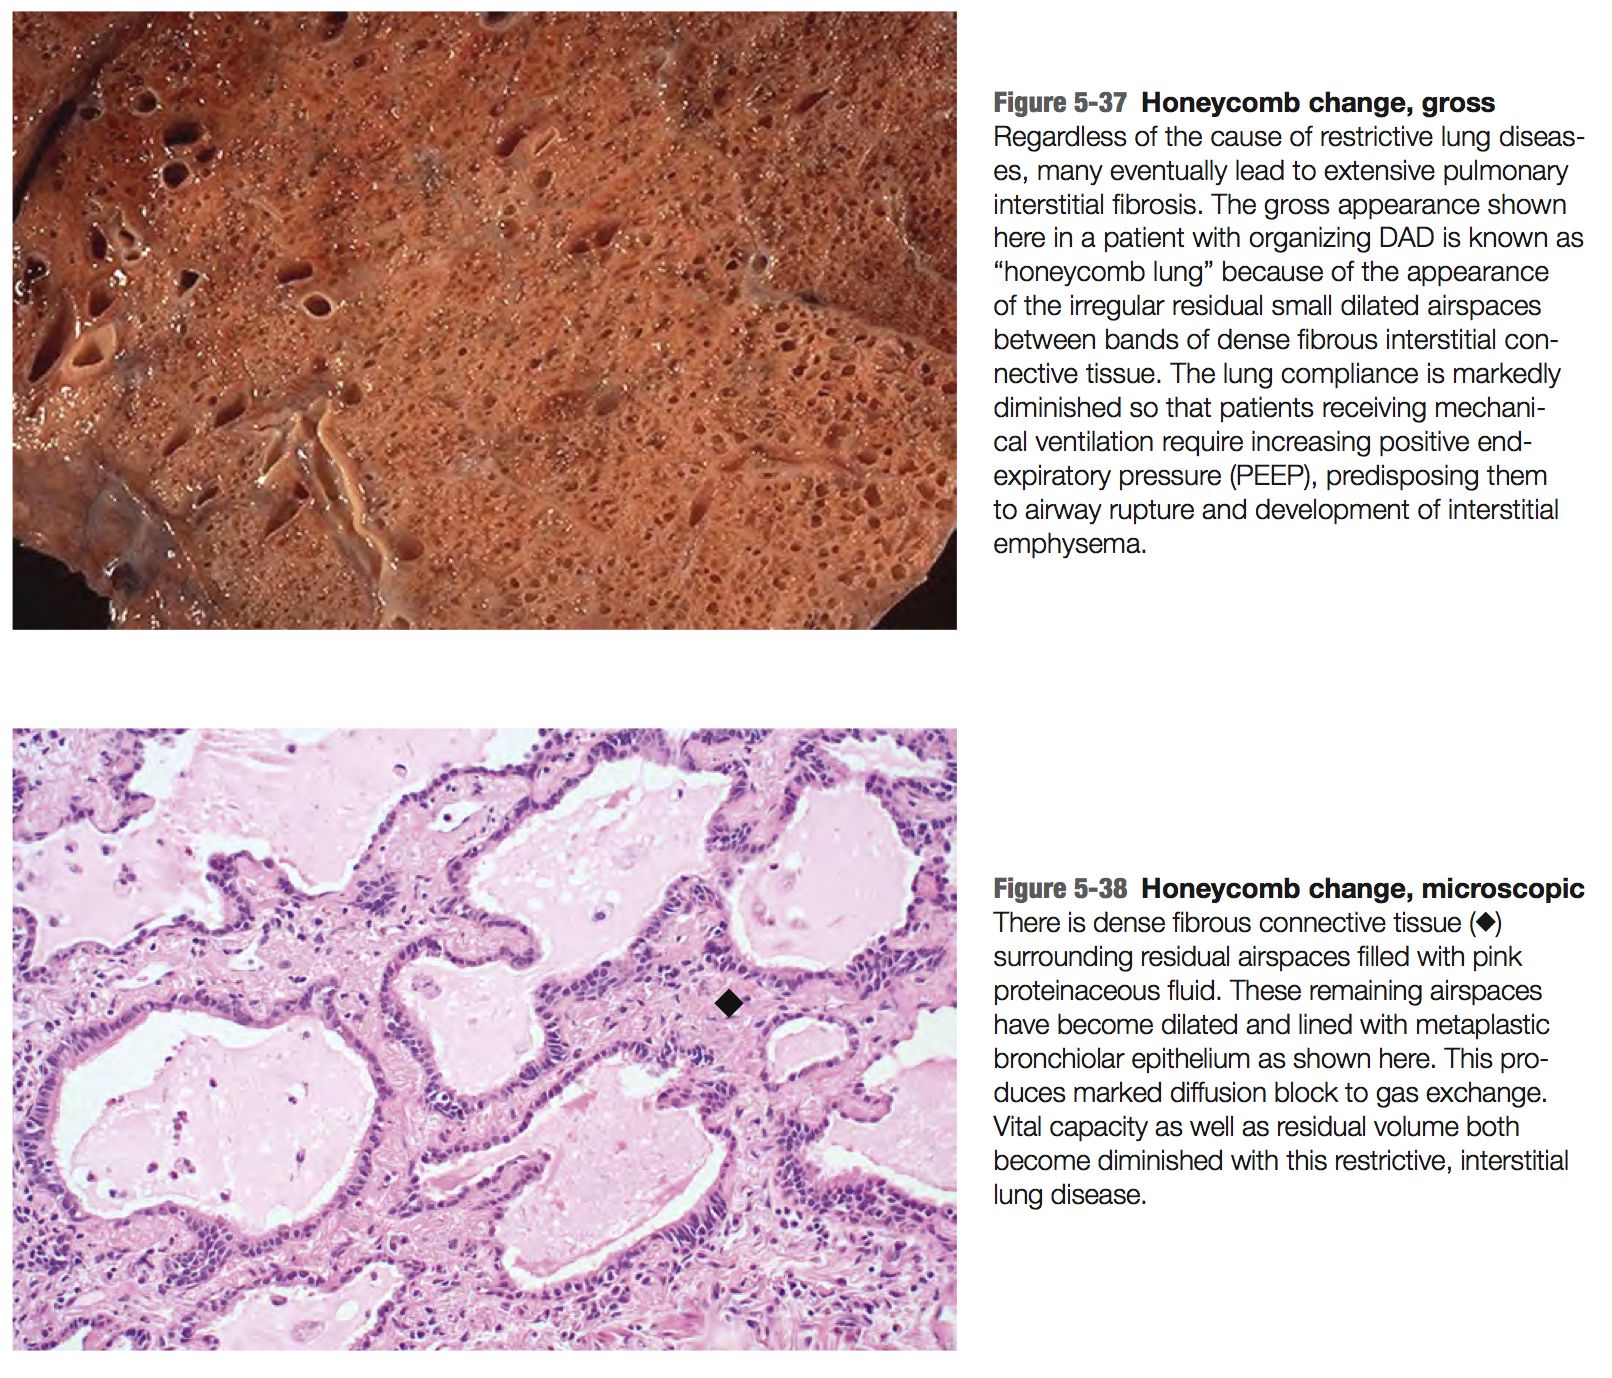 Figure 5-37 Honeycomb change, gross
Regardless of the cause of restrictive lung diseas-
es, many eventually lead to extensive pulmonary
interstitial fibrosis. The gross appearance shown
here in a patient with organizing DAD is known as
“honeycomb lung” because of the appearance
of the irregular residual small dilated airspaces
between bands of dense fibrous interstitial con-
nective tissue. The lung compliance is markedly
diminished so that patients receiving mechani-
cal ventilation require increasing positive end-
expiratory pressure (PEEP), predisposing them
to airway rupture and development of interstitial
emphysema.
Figure 5-38 Honeycomb change, microscopic
There is dense fibrous connective tissue (◆)
surrounding residual airspaces filled with pink
proteinaceous fluid. These remaining airspaces
have become dilated and lined with metaplastic
bronchiolar epithelium as shown here. This pro-
duces marked diffusion block to gas exchange.
Vital capacity as well as residual volume both
become diminished with this restrictive, interstitial
lung disease.